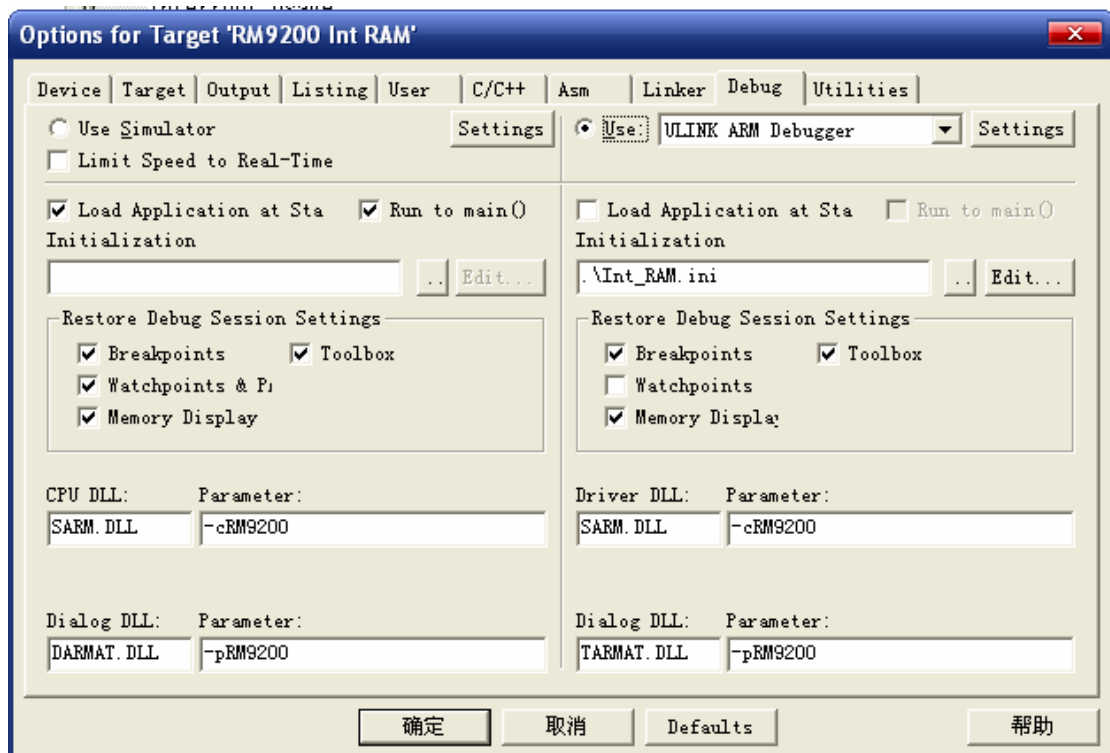 Options for Target 'RM9200 Int RAM'
Device Target Output Listing User C/C++ Asm Linker Debug Utilities
Use Simulator Settings
Limit Speed to Real-Time
Load Application at Sta Run to main()
Initialization
Edit...
Restore Debug Session Settings
Breakpoints Toolbox
Watchpoints & P
Memory Display
CPU DLL: Parameter:
SARM.DLL -cRM9200
Dialog DLL: Parameter:
DARMAT.DLL -pRM9200
Use: ULINK ARM Debugger Settings
Load Application at Sta Run to main()
Initialization
.\Int_RAM.ini .. Edit...
Restore Debug Session Settings
Breakpoints Toolbox
Watchpoints
Memory Display
Driver DLL: Parameter:
SARM.DLL -cRM9200
Dialog DLL: Parameter:
TARMAT.DLL -pRM9200
确定 取消 Defaults 帮助